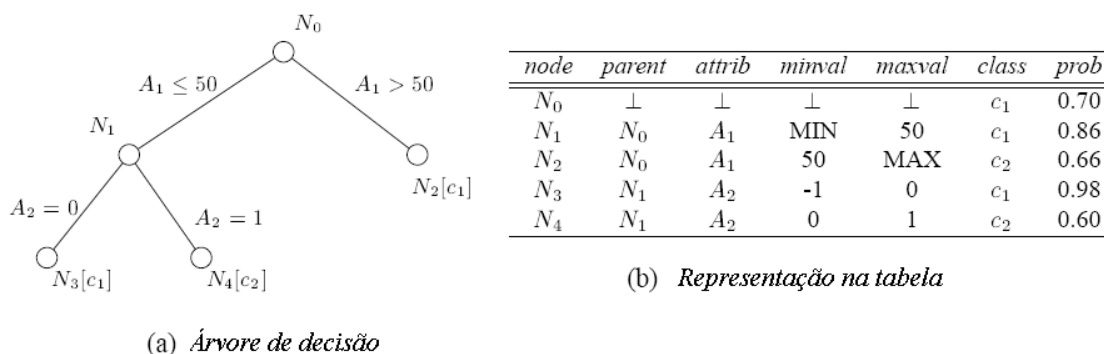 N₀
A₁ ≤ 50
A₁ > 50
N₁
N₂[c₁]
A₂ = 0
A₂ = 1
N₃[c₁]
N₄[c₂]
(a) Árvore de decisão
node parent attrib minval maxval class prob
N₀ ⊥ ⊥ ⊥ ⊥ c₁ 0.70
N₁ N₀ A₁ MIN 50 c₁ 0.86
N₂ N₀ A₁ 50 MAX c₂ 0.66
N₃ N₁ A₂ -1 0 c₁ 0.98
N₄ N₁ A₂ 0 1 c₂ 0.60
(b) Representação na tabela